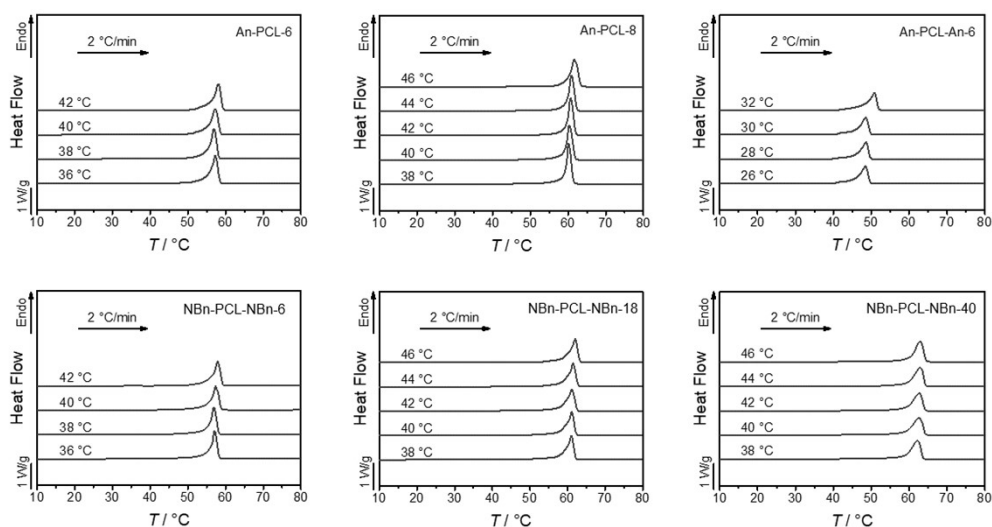 Endo
2 °C/min
An-PCL-6
Heat Flow
42 °C
40 °C
38 °C
36 °C
1 W/g
10 20 30 40 50 60 70 80
T / °C
Endo
2 °C/min
An-PCL-8
Heat Flow
46 °C
44 °C
42 °C
40 °C
38 °C
1 W/g
10 20 30 40 50 60 70 80
T / °C
Endo
2 °C/min
An-PCL-An-6
Heat Flow
32 °C
30 °C
28 °C
26 °C
1 W/g
10 20 30 40 50 60 70 80
T / °C
Endo
2 °C/min
NBn-PCL-NBn-6
Heat Flow
42 °C
40 °C
38 °C
36 °C
1 W/g
10 20 30 40 50 60 70 80
T / °C
Endo
2 °C/min
NBn-PCL-NBn-18
Heat Flow
46 °C
44 °C
42 °C
40 °C
38 °C
1 W/g
10 20 30 40 50 60 70 80
T / °C
Endo
2 °C/min
NBn-PCL-NBn-40
Heat Flow
46 °C
44 °C
42 °C
40 °C
38 °C
1 W/g
10 20 30 40 50 60 70 80
T / °C